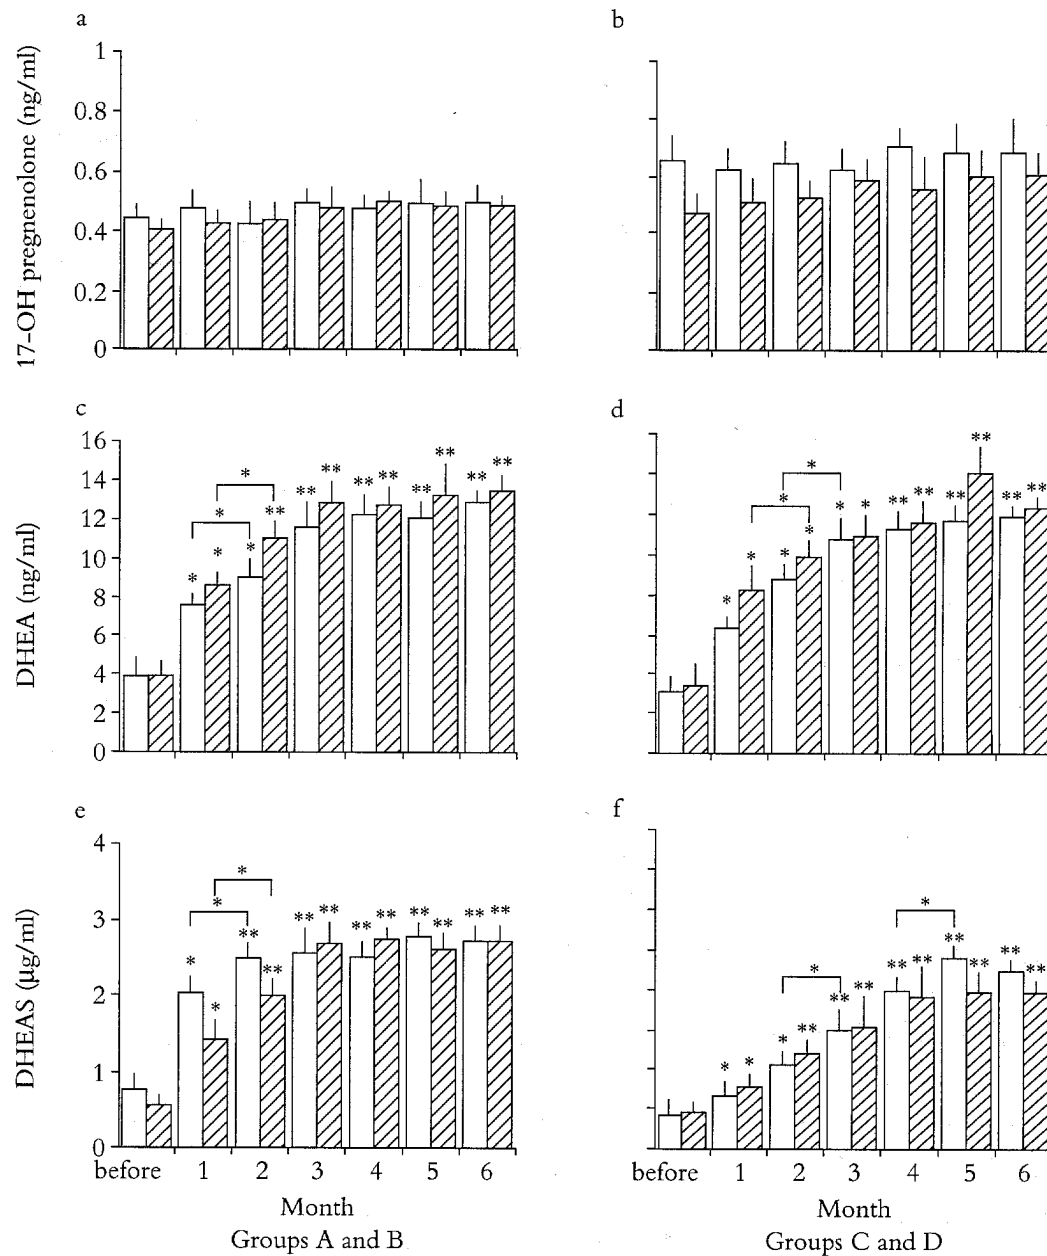 a
b
17-OH pregnenolone (ng/ml)
1
0.8
0.6
0.4
0.2
0
c
d
DHEA (ng/ml)
16
14
12
10
8
6
4
2
0
* * * * * ** ** ** ** ** ** ** ** **
* * * * * * * * ** ** ** ** ** **
e
f
DHEAS (µg/ml)
4
3
2
1
0
* * * * ** ** ** ** ** ** ** ** ** **
* * * * * ** ** ** ** ** ** ** ** **
before 1 2 3 4 5 6
before 1 2 3 4 5 6
Month
Month
Groups A and B
Groups C and D